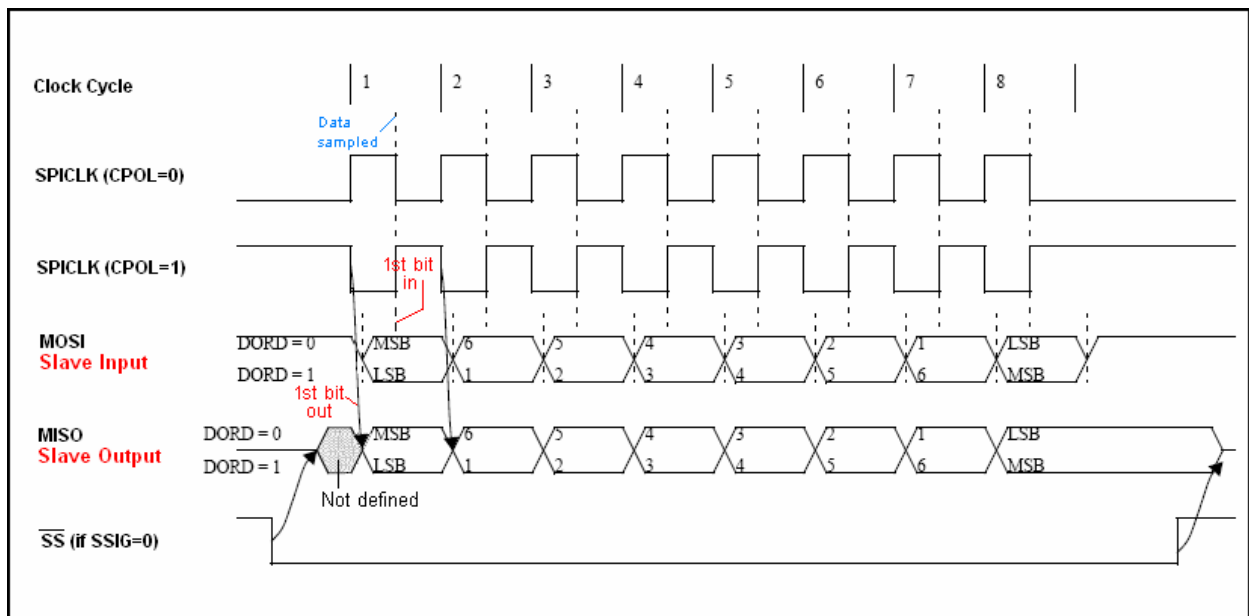 Clock Cycle 1 2 3 4 5 6 7 8
Data
sampled
SPICLK (CPOL=0)
SPICLK (CPOL=1)
1st bit
in
MOSI
Slave Input
DORD = 0 MSB 6 5 4 3 2 1 LSB
DORD = 1 LSB 1 2 3 4 5 6 MSB
1st bit
out
MISO
Slave Output
DORD = 0 MSB 6 5 4 3 2 1 LSB
DORD = 1 LSB 1 2 3 4 5 6 MSB
Not defined
SS (if SSIG=0)